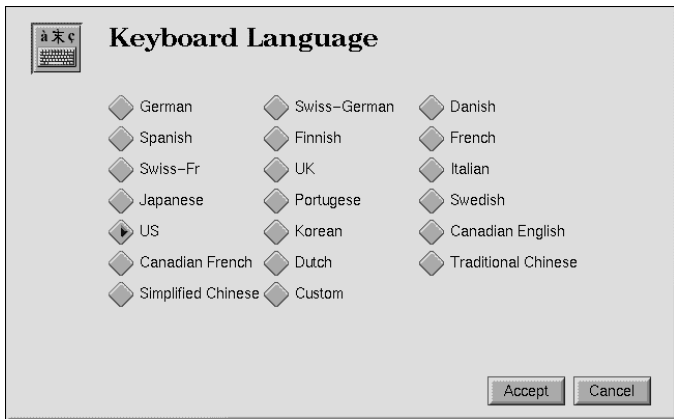 à 末 ç
Keyboard Language
German Swiss-German Danish
Spanish Finnish French
Swiss-Fr UK Italian
Japanese Portugese Swedish
US Korean Canadian English
Canadian French Dutch Traditional Chinese
Simplified Chinese Custom
Accept Cancel